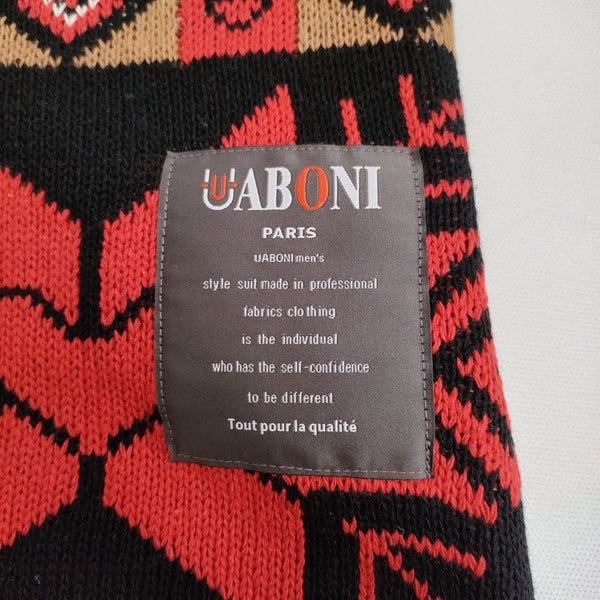 UABONI
PARIS
UABONI men's
style suit made in professional
fabrics clothing
is the individual
who has the self-confidence
to be different
Tout pour la qualité